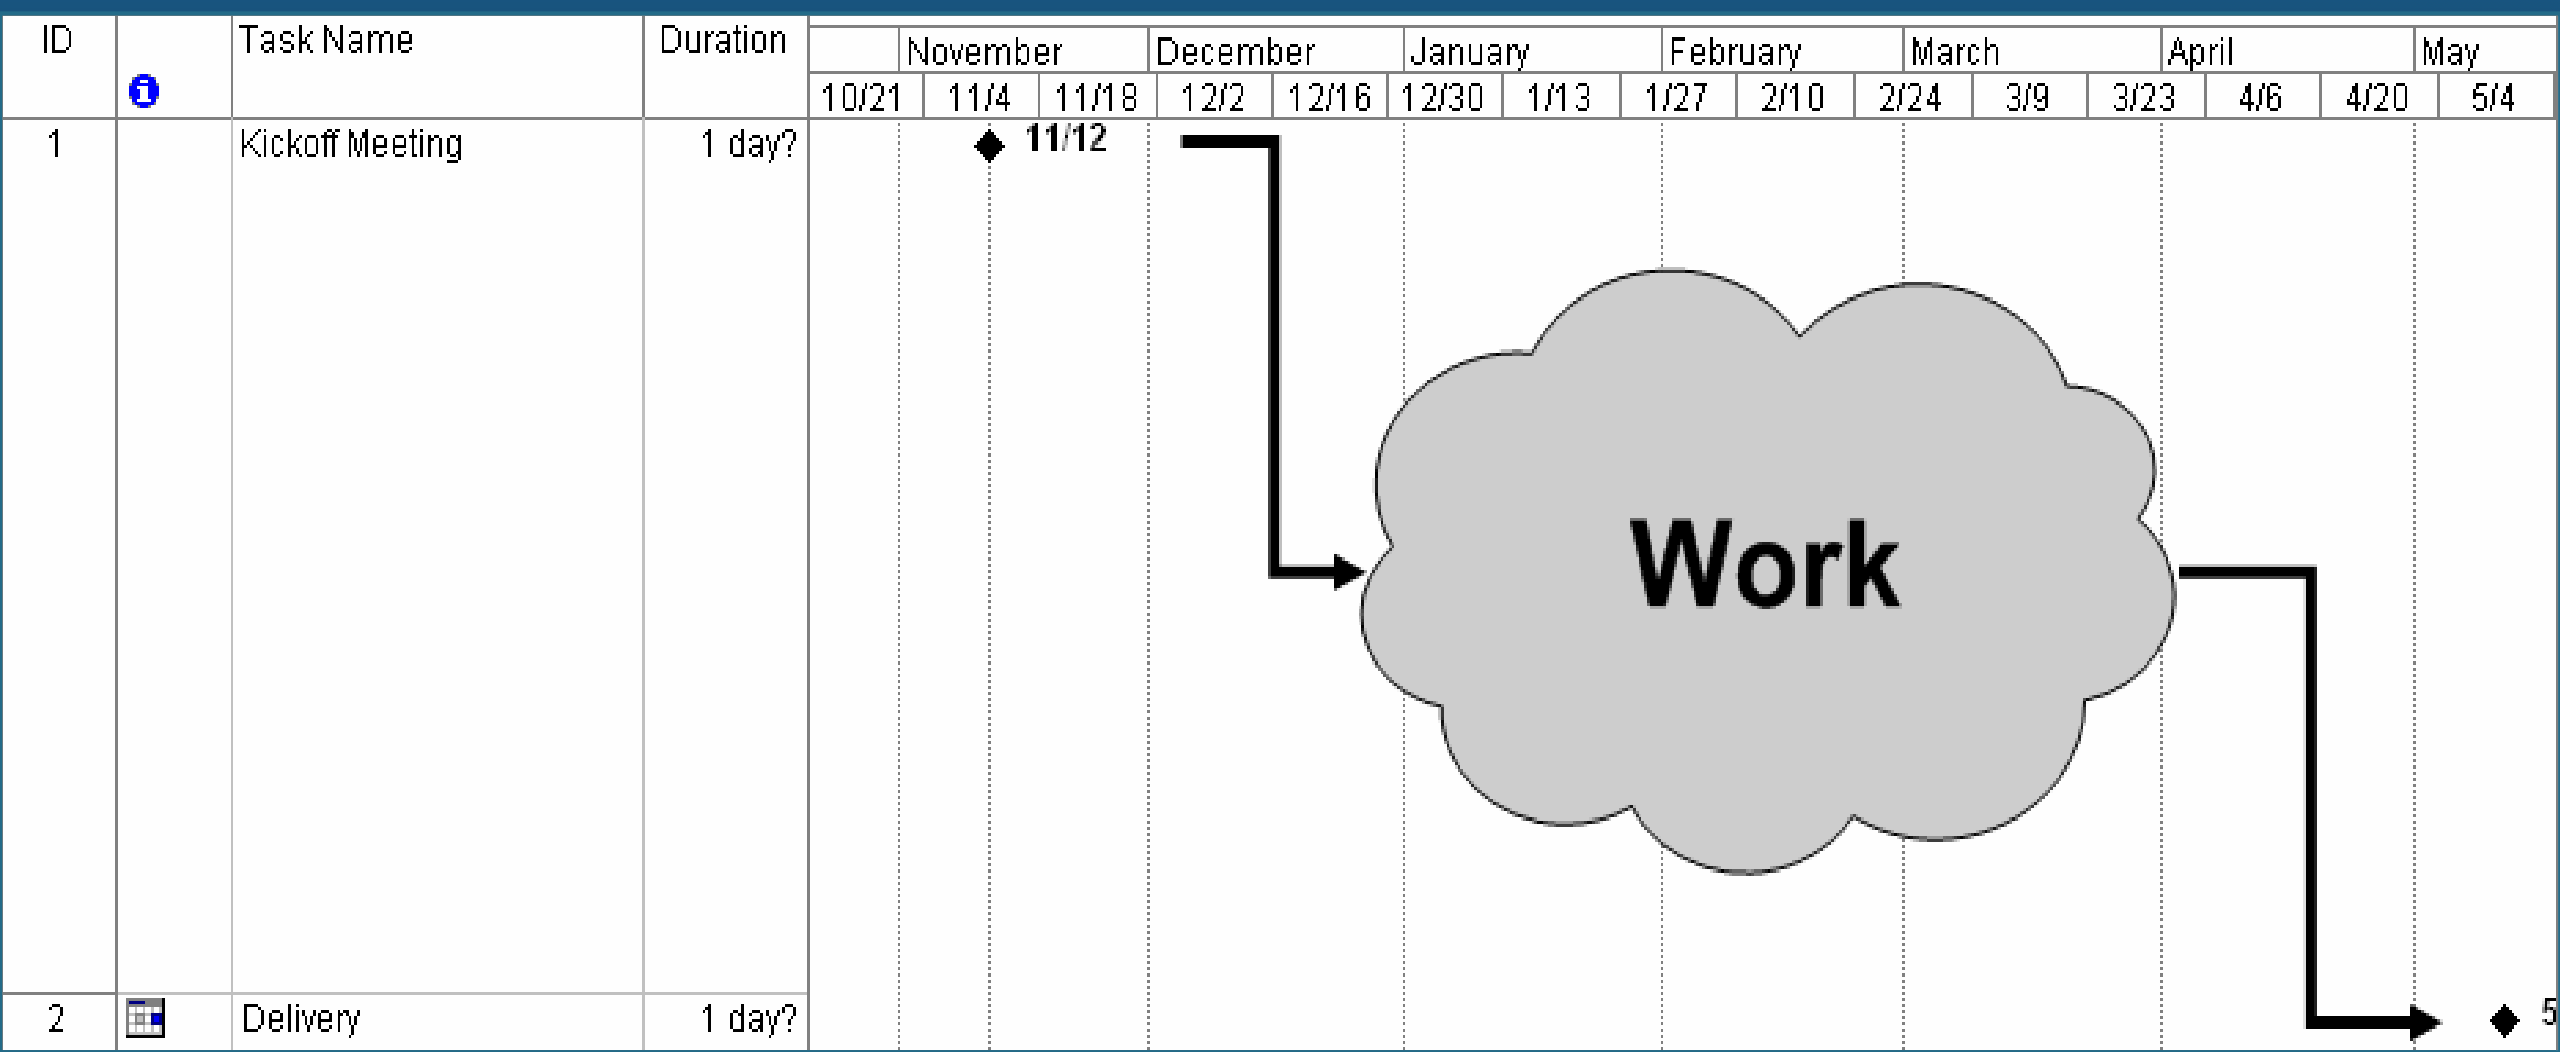 ID Task Name Duration
November December January February March April May
10/21 11/4 11/18 12/2 12/16 12/30 1/13 1/27 2/10 2/24 3/9 3/23 4/6 4/20 5/4
1 Kickoff Meeting 1 day? 11/12
Work
2 Delivery 1 day? 5